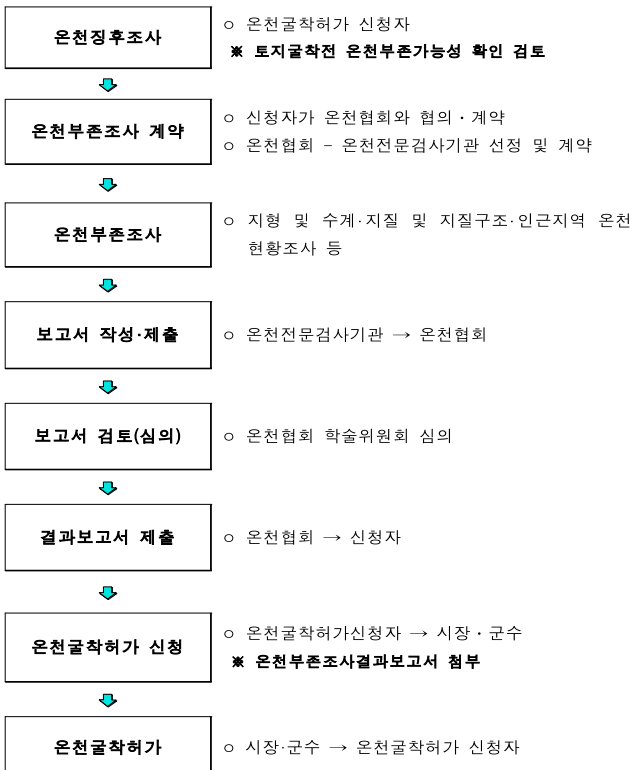 온천징후조사
ㅇ 온천굴착허가 신청자
※ 토지굴착전 온천부존가능성 확인 검토
온천부존조사 계약
ㅇ 신청자가 온천협회와 협의·계약
ㅇ 온천협회 - 온천전문검사기관 선정 및 계약
온천부존조사
ㅇ 지형 및 수계·지질 및 지질구조·인근지역 온천
현황조사 등
보고서 작성·제출
ㅇ 온천전문검사기관 → 온천협회
보고서 검토(심의)
ㅇ 온천협회 학술위원회 심의
결과보고서 제출
ㅇ 온천협회 → 신청자
온천굴착허가 신청
ㅇ 온천굴착허가신청자 → 시장·군수
※ 온천부존조사결과보고서 첨부
온천굴착허가
ㅇ 시장·군수 → 온천굴착허가 신청자